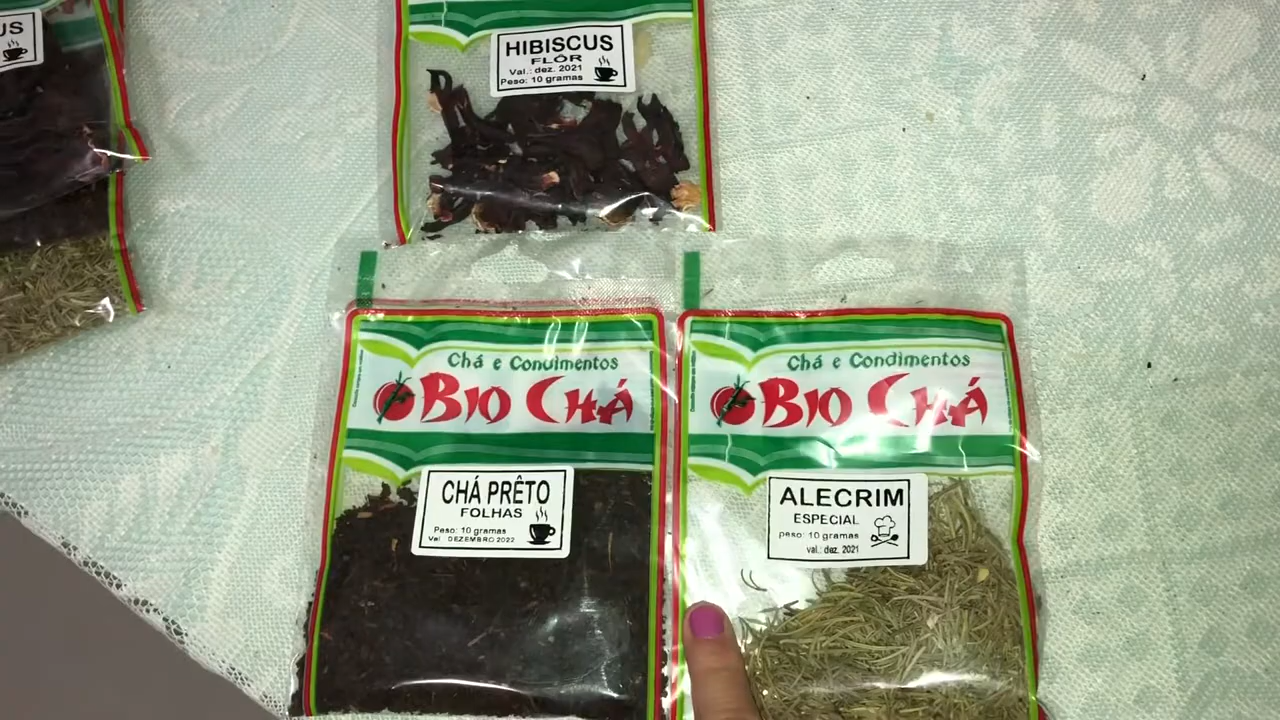 US
HIBISCUS
FLÔR
Val.: dez. 2021
Peso: 10 gramas
Chá e Condimentos
BIO CHÁ
CHÁ PRÊTO
FOLHAS
Peso: 10 gramas
Val : DEZEMBRO 2022
Chá e Condimentos
BIO CHÁ
ALECRIM
ESPECIAL
peso: 10 gramas
val.: dez. 2021